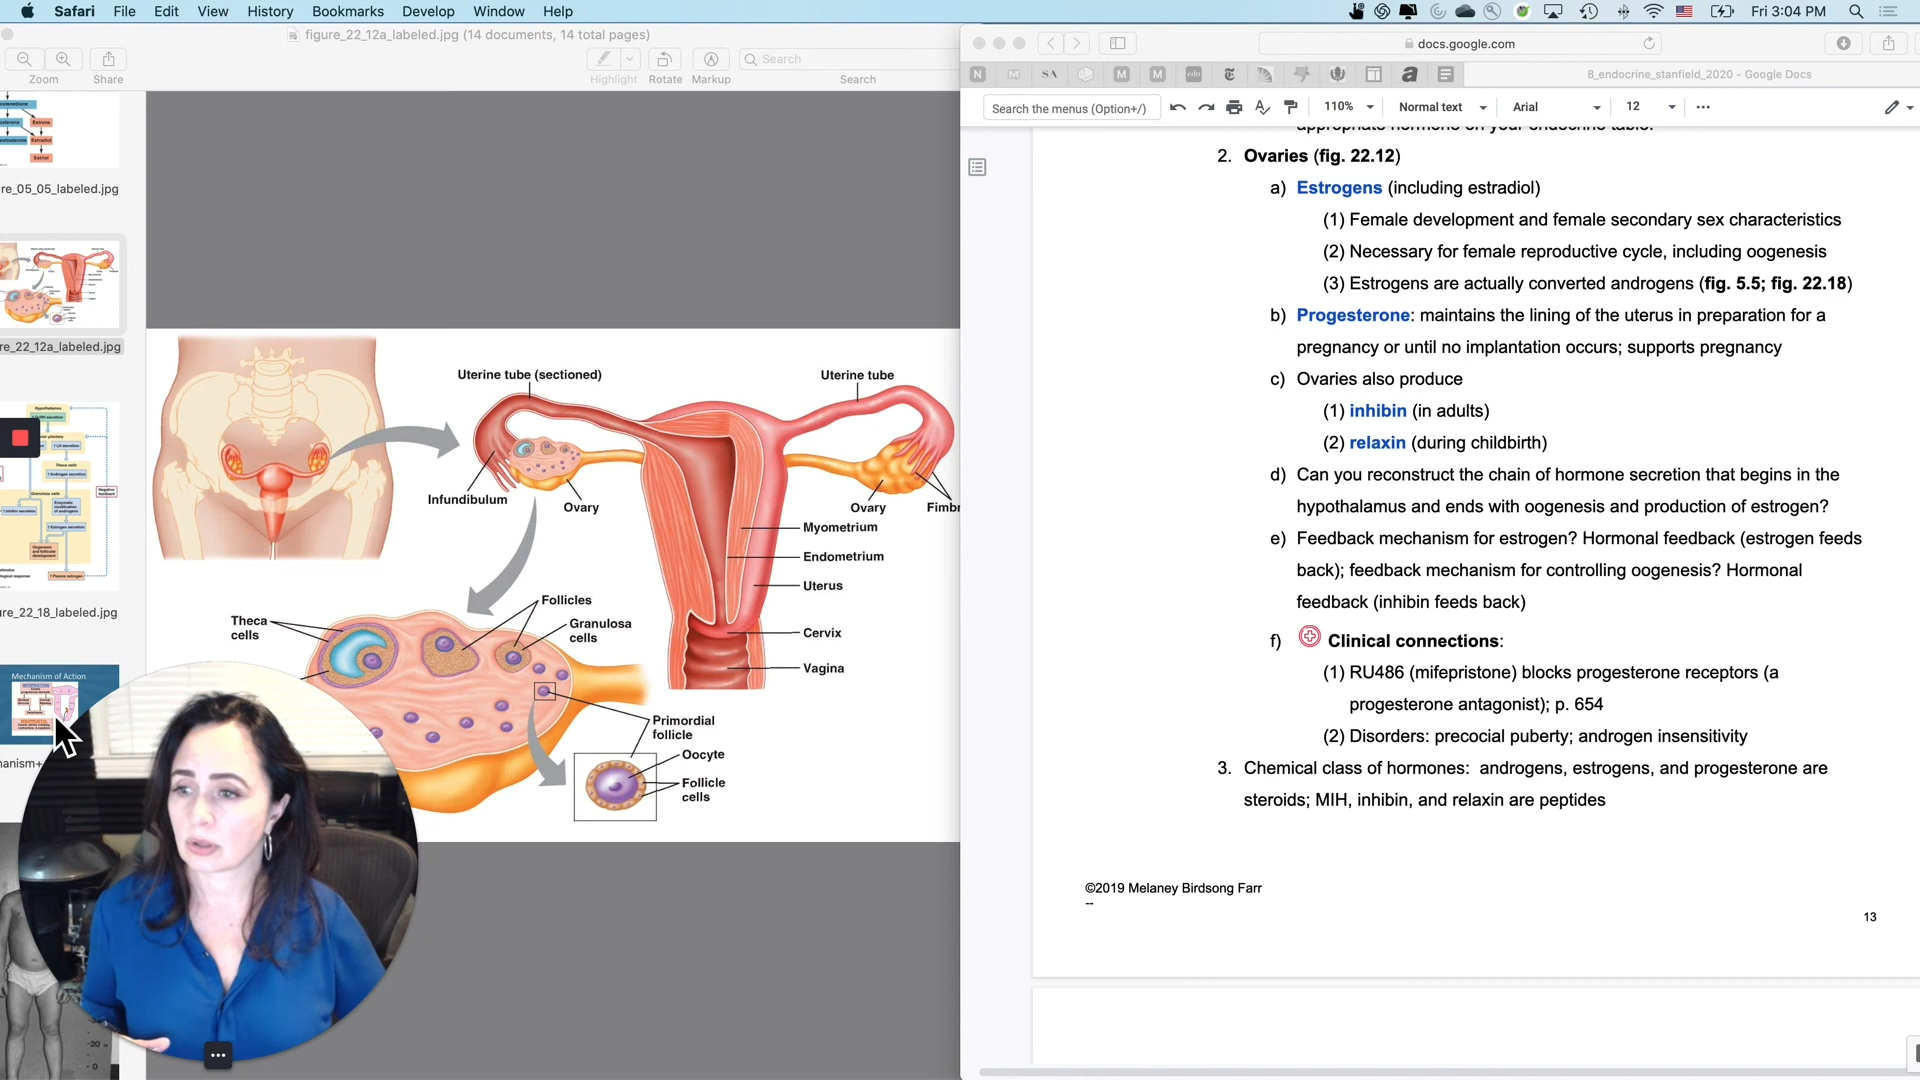 Safari File Edit View History Bookmarks Develop Window Help
Fri 3:04 PM
figure_22_12a_labeled.jpg (14 documents, 14 total pages)
Zoom
Share
Highlight
Rotate
Markup
Search
Search
re_05_05_labeled.jpg
re_22_12a_labeled.jpg
re_22_18_labeled.jpg
Mechanism of Action
Uterine tube (sectioned)
Uterine tube
Infundibulum
Ovary
Ovary
Fimbr
Myometrium
Endometrium
Uterus
Cervix
Vagina
Theca
cells
Follicles
Granulosa
cells
Primordial
follicle
Oocyte
Follicle
cells
docs.google.com
8_endocrine_stanfield_2020 - Google Docs
Search the menus (Option+/)
110%
Normal text
Arial
12
appropriate hormone on your endocrine table.
2. Ovaries (fig. 22.12)
a) Estrogens (including estradiol)
(1) Female development and female secondary sex characteristics
(2) Necessary for female reproductive cycle, including oogenesis
(3) Estrogens are actually converted androgens (fig. 5.5; fig. 22.18)
b) Progesterone: maintains the lining of the uterus in preparation for a
pregnancy or until no implantation occurs; supports pregnancy
c) Ovaries also produce
(1) inhibin (in adults)
(2) relaxin (during childbirth)
d) Can you reconstruct the chain of hormone secretion that begins in the
hypothalamus and ends with oogenesis and production of estrogen?
e) Feedback mechanism for estrogen? Hormonal feedback (estrogen feeds
back); feedback mechanism for controlling oogenesis? Hormonal
feedback (inhibin feeds back)
f) Clinical connections:
(1) RU486 (mifepristone) blocks progesterone receptors (a
progesterone antagonist); p. 654
(2) Disorders: precocial puberty; androgen insensitivity
3. Chemical class of hormones: androgens, estrogens, and progesterone are
steroids; MIH, inhibin, and relaxin are peptides
©2019 Melaney Birdsong Farr
--
13